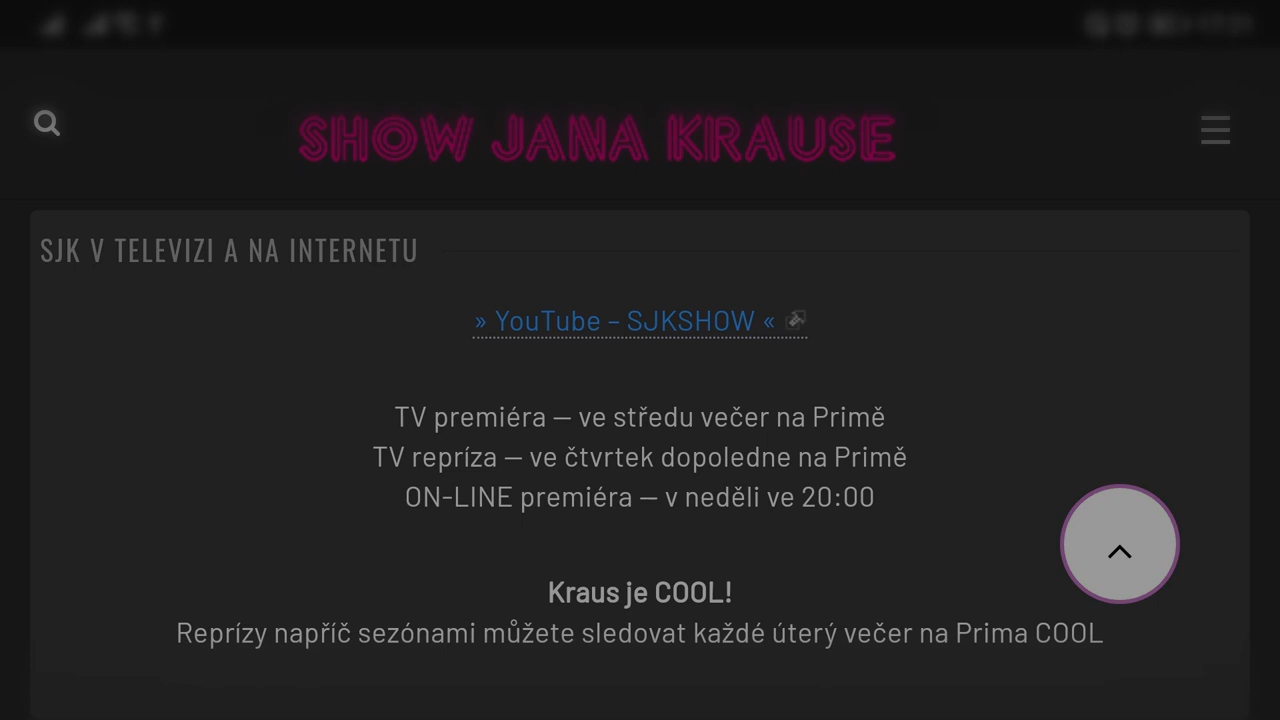 SHOW JANA KRAUSE
SJK V TELEVIZI A NA INTERNETU
» YouTube – SJKSHOW «
TV premiéra — ve středu večer na Primě
TV repríza — ve čtvrtek dopoledne na Primě
ON-LINE premiéra — v neděli ve 20:00
Kraus je COOL!
Reprízy napříč sezónami můžete sledovat každé úterý večer na Prima COOL